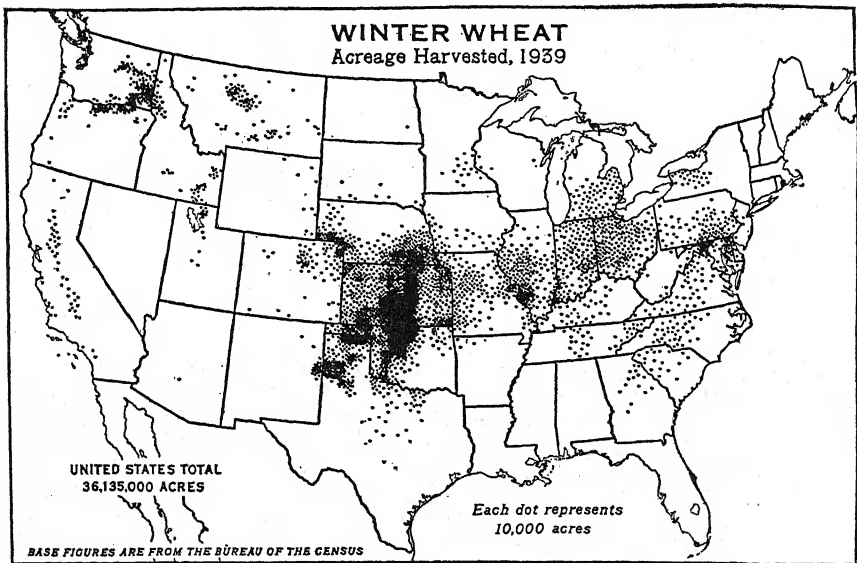 WINTER WHEAT
Acreage Harvested, 1939
UNITED STATES TOTAL
36,135,000 ACRES
Each dot represents
10,000 acres
BASE FIGURES ARE FROM THE BUREAU OF THE CENSUS